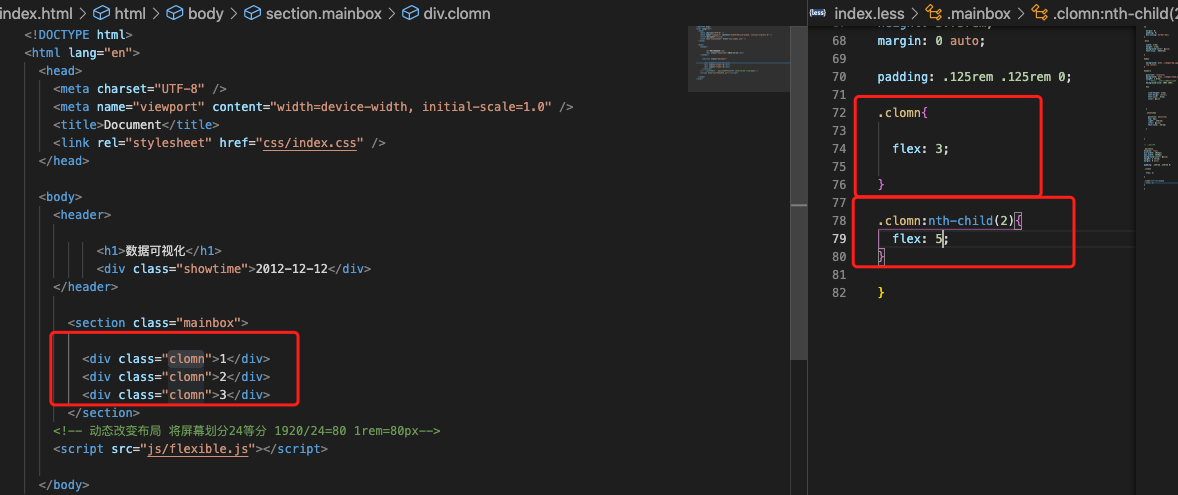 index.html > html > body > section.mainbox > div.clomn
<!DOCTYPE html>
<html lang="en">
<head>
<meta charset="UTF-8" />
<meta name="viewport" content="width=device-width, initial-scale=1.0" />
<title>Document</title>
<link rel="stylesheet" href="css/index.css" />
</head>
<body>
<header>
<h1>数据可视化</h1>
<div class="showtime">2012-12-12</div>
</header>
<section class="mainbox">
<div class="clomn">1</div>
<div class="clomn">2</div>
<div class="clomn">3</div>
</section>
<!-- 动态改变布局 将屏幕划分24等分 1920/24=80 1rem=80px-->
<script src="js/flexible.js"></script>
</body>
{less} index.less > .mainbox > .clomn:nth-child(2)
68 margin: 0 auto;
69
70 padding: .125rem .125rem 0;
71
72 .clomn{
73
74 flex: 3;
75
76 }
77
78 .clomn:nth-child(2){
79 flex: 5;
80 }
81
82 }